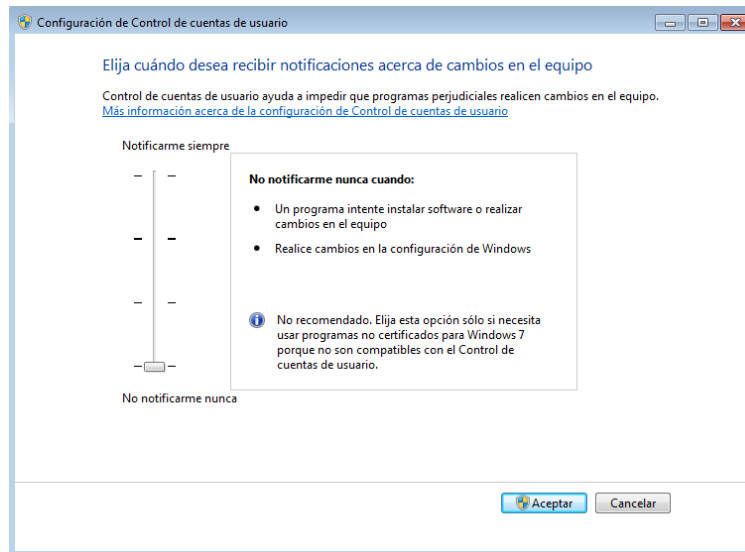 Configuración de Control de cuentas de usuario
Elija cuándo desea recibir notificaciones acerca de cambios en el equipo
Control de cuentas de usuario ayuda a impedir que programas perjudiciales realicen cambios en el equipo.
Más información acerca de la configuración de Control de cuentas de usuario
Notificarme siempre
No notificarme nunca cuando:
Un programa intente instalar software o realizar
cambios en el equipo
Realice cambios en la configuración de Windows
No recomendado. Elija esta opción sólo si necesita
usar programas no certificados para Windows 7
porque no son compatibles con el Control de
cuentas de usuario.
No notificarme nunca
Aceptar
Cancelar